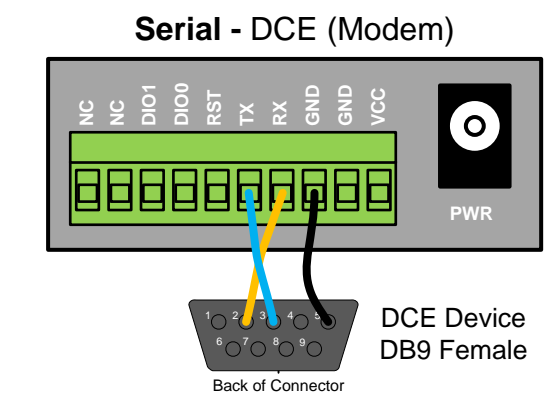 Serial - DCE (Modem)
NC NC DIO1 DIO0 RST TX RX GND GND VCC
PWR
1 2 3 4 5
6 7 8 9
DCE Device
DB9 Female
Back of Connector